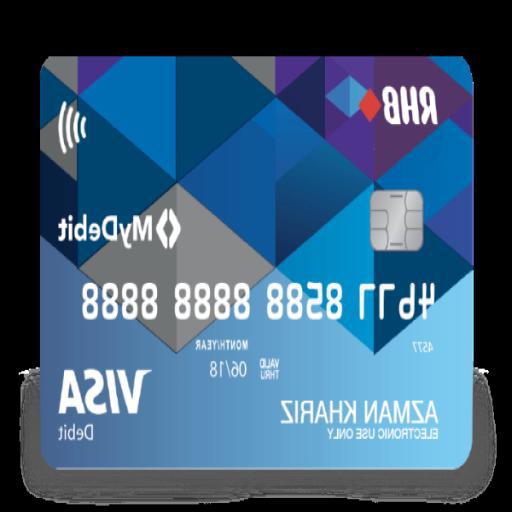 RHB
MyDebit
4677 8588 8888 8888
4577
MONTH/YEAR
VALID THRU 06/18
AZMAN KHARIZ
ELECTRONIC USE ONLY
VISA
Debit